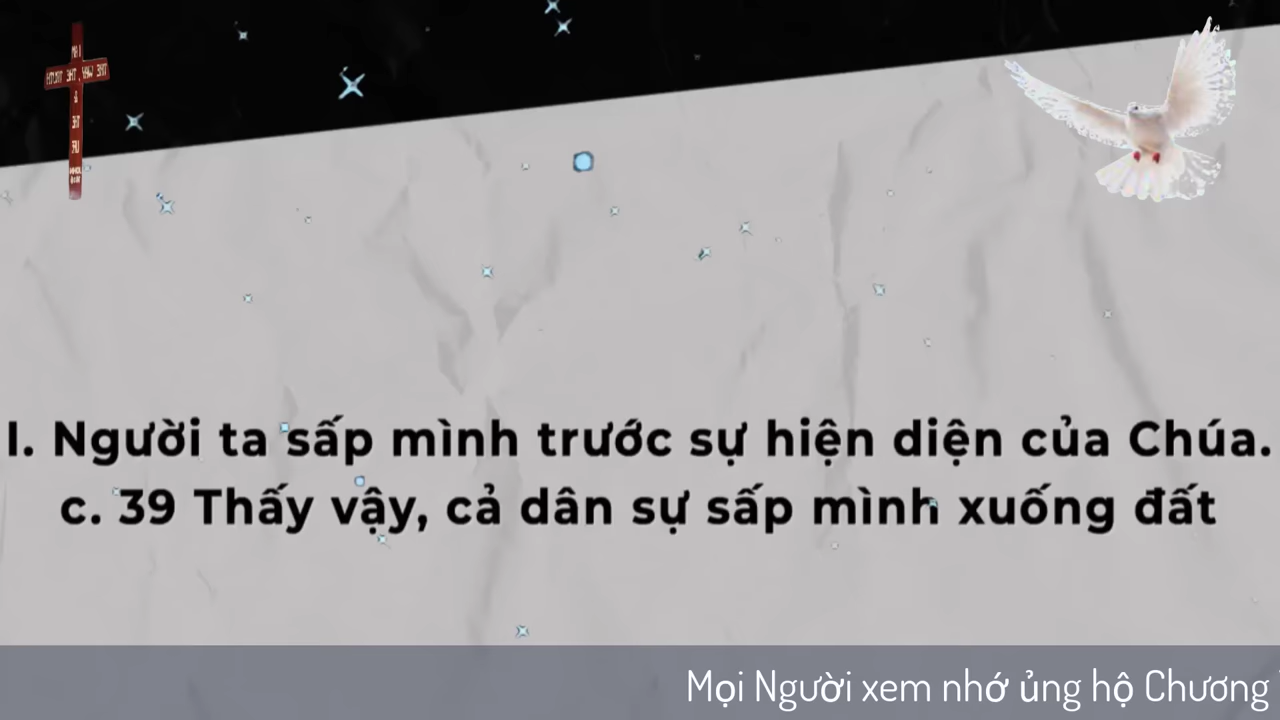 I. Người ta sấp mình trước sự hiện diện của Chúa.
c. 39 Thấy vậy, cả dân sự sấp mình xuống đất
Mọi Người xem nhớ ủng hộ Chương